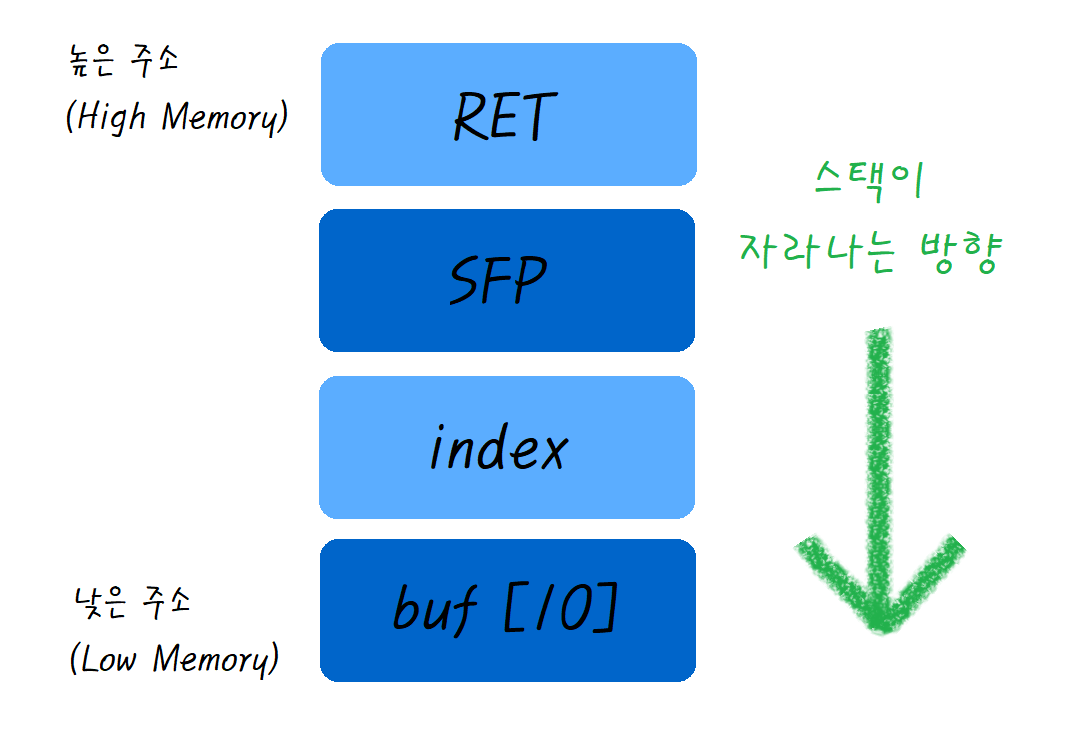 높은 주소
(High Memory)
RET
스택이
자라나는 방향
SFP
index
낮은 주소
(Low Memory)
buf [10]